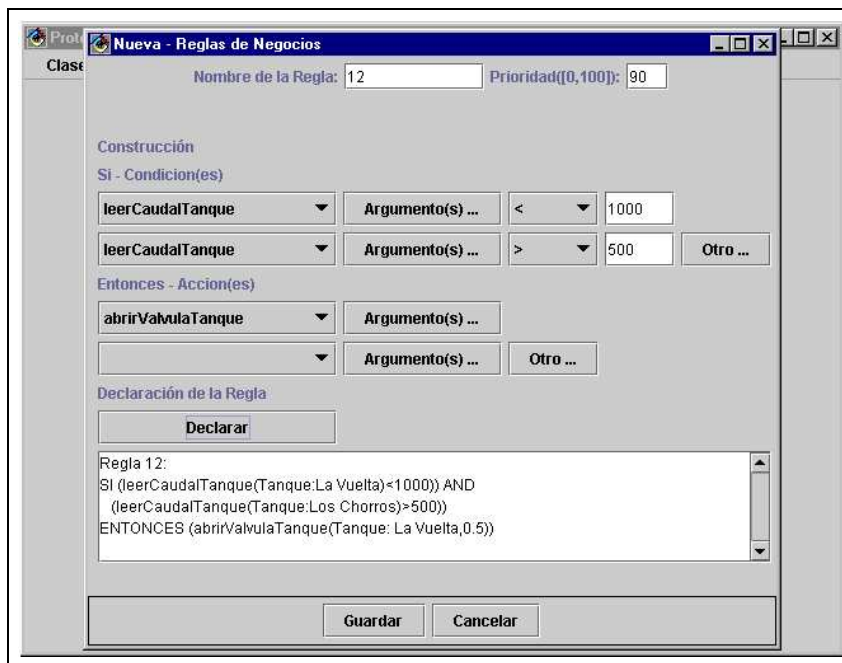 Prot
Nueva - Reglas de Negocios
Clase
Nombre de la Regla: 12 Prioridad([0,100]): 90
Construcción
Si - Condicion(es)
leerCaudalTanque Argumento(s) ... < 1000
leerCaudalTanque Argumento(s) ... > 500 Otro ...
Entonces - Accion(es)
abrirValvulaTanque Argumento(s) ...
Argumento(s) ... Otro ...
Declaración de la Regla
Declarar
Regla 12:
SI (leerCaudalTanque(Tanque:La Vuelta)<1000)) AND
(leerCaudalTanque(Tanque:Los Chorros)>500))
ENTONCES (abrirValvulaTanque(Tanque: La Vuelta,0.5))
Guardar Cancelar